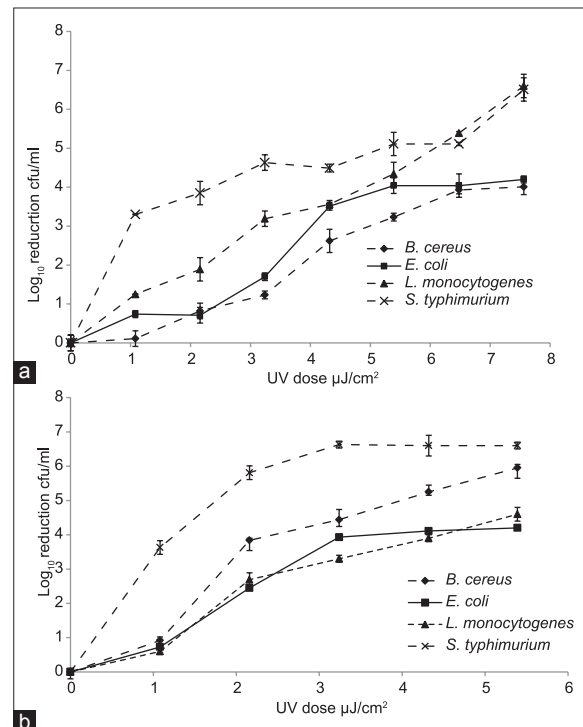 8
7
6
5
4
3
2
1
0
Log10 reducrtion cfu/ml
B. cereus
E. coli
L. monocytogenes
S. typhimurium
0 1 2 3 4 5 6 7 8
UV dose µJ/cm2
a
8
7
6
5
4
3
2
1
0
Log10 reduction cfu/ml
B. cereus
E. coli
L. monocytogenes
S. typhimurium
0 1 2 3 4 5 6
UV dose µJ/cm2
b